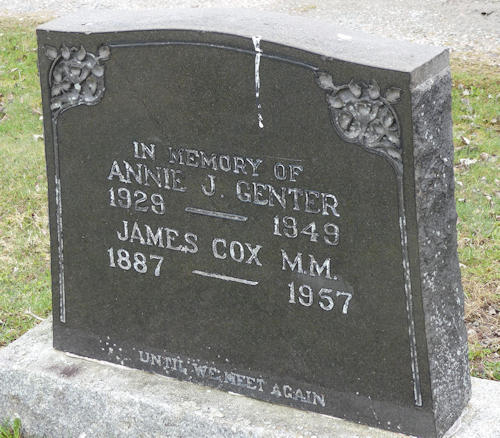 IN MEMORY OF
ANNIE J. GENTER
1929 — 1949
JAMES COX M.M.
1887 — 1957
UNTIL WE MEET AGAIN